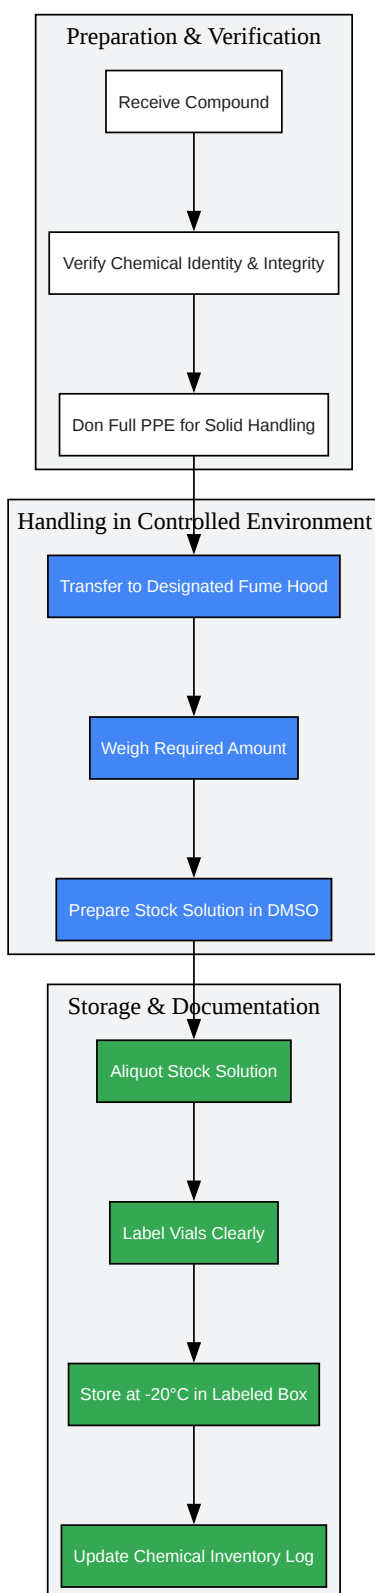 Preparation & Verification
Receive Compound
Verify Chemical Identity & Integrity
Don Full PPE for Solid Handling
Handling in Controlled Environment
Transfer to Designated Fume Hood
Weigh Required Amount
Prepare Stock Solution in DMSO
Storage & Documentation
Aliquot Stock Solution
Label Vials Clearly
Store at -20°C in Labeled Box
Update Chemical Inventory Log